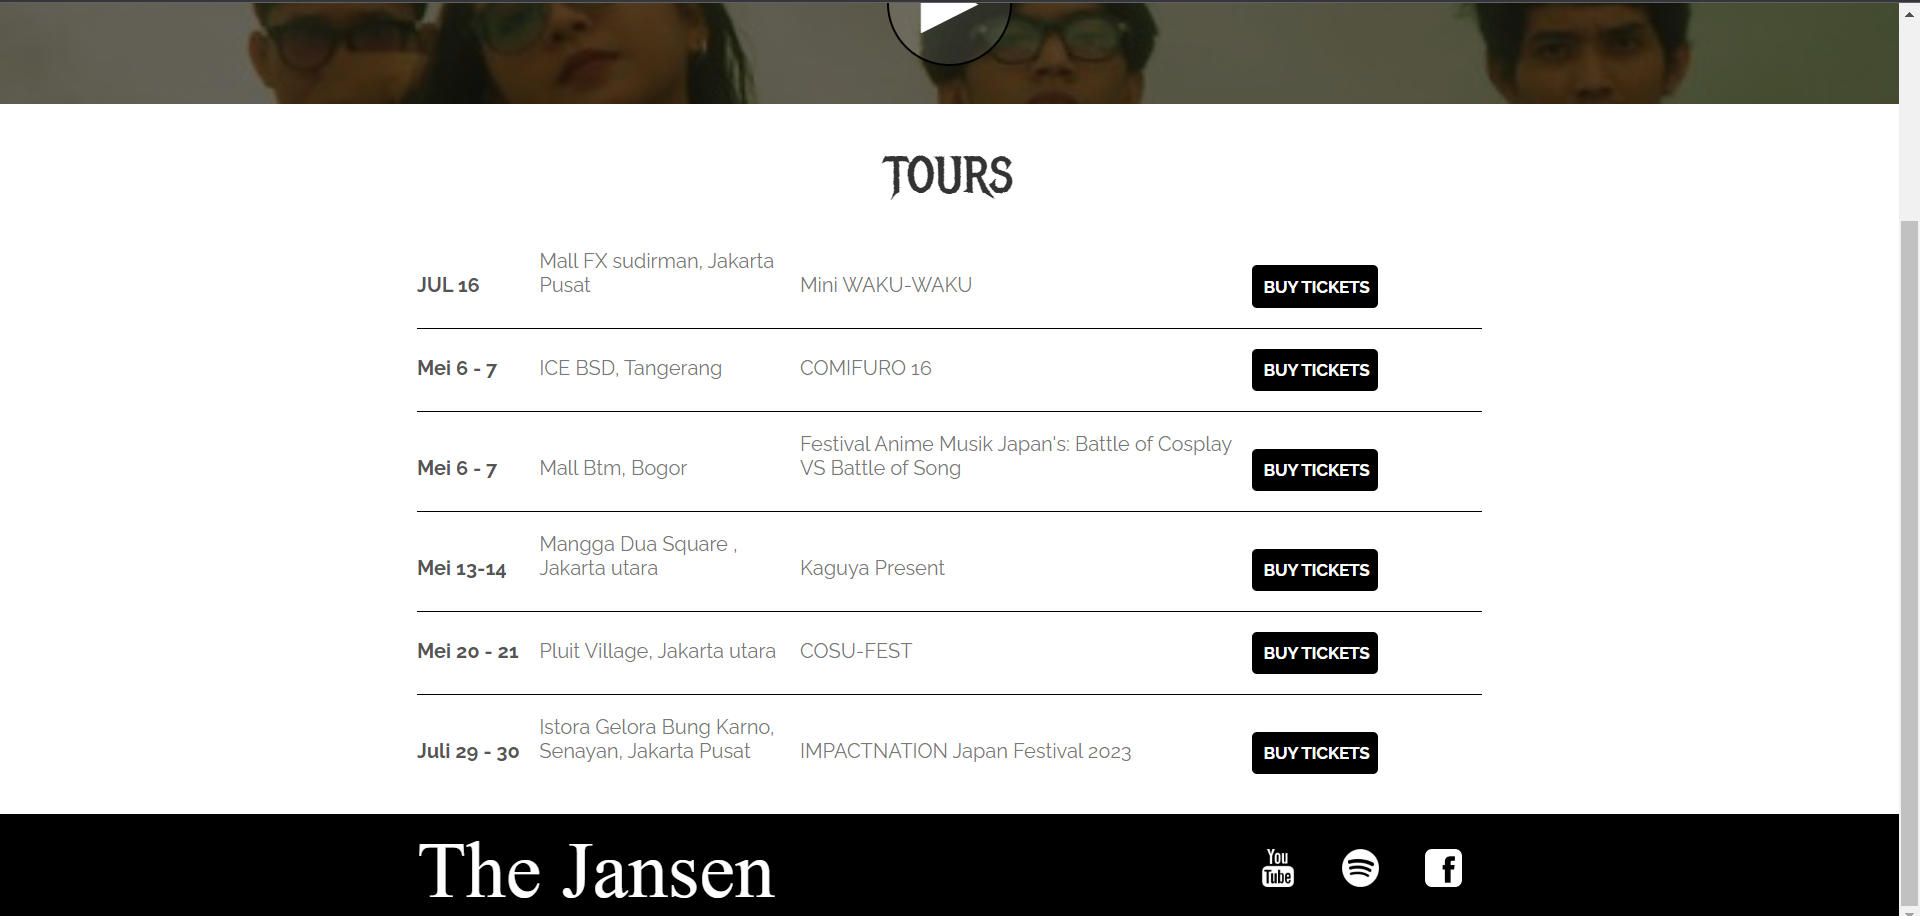 TOURS
Mall FX sudirman, Jakarta
JUL 16 Pusat Mini WAKU-WAKU BUY TICKETS
Mei 6 - 7 ICE BSD, Tangerang COMIFURO 16 BUY TICKETS
Festival Anime Musik Japan's: Battle of Cosplay
Mei 6 - 7 Mall Btm, Bogor VS Battle of Song BUY TICKETS
Mangga Dua Square ,
Mei 13-14 Jakarta utara Kaguya Present BUY TICKETS
Mei 20 - 21 Pluit Village, Jakarta utara COSU-FEST BUY TICKETS
Istora Gelora Bung Karno,
Juli 29 - 30 Senayan, Jakarta Pusat IMPACTNATION Japan Festival 2023 BUY TICKETS
The Jansen
You
Tube